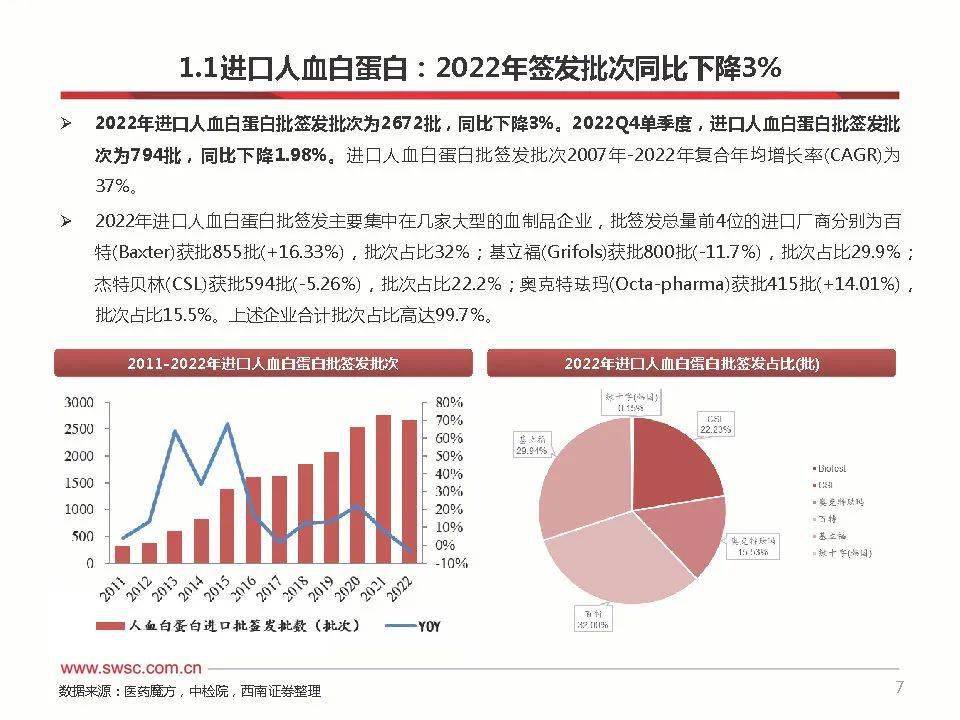 1.1进口人血白蛋白：2022年签发批次同比下降3%
➢ 2022年进口人血白蛋白批签发批次为2672批，同比下降3%。2022Q4单季度，进口人血白蛋白批签发批
次为794批，同比下降1.98%。进口人血白蛋白批签发批次2007年-2022年复合年均增长率(CAGR)为
37%。
➢ 2022年进口人血白蛋白批签发主要集中在几家大型的血制品企业，批签发总量前4位的进口厂商分别为百
特(Baxter)获批855批(+16.33%)，批次占比32%；基立福(Grifols)获批800批(-11.7%)，批次占比29.9%；
杰特贝林(CSL)获批594批(-5.26%)，批次占比22.2%；奥克特珐玛(Octa-pharma)获批415批(+14.01%)，
批次占比15.5%。上述企业合计批次占比高达99.7%。
2011-2022年进口人血白蛋白批签发批次
3000
2500
2000
1500
1000
500
0
80%
70%
60%
50%
40%
30%
20%
10%
0%
-10%
2011
2012
2013
2014
2015
2016
2017
2018
2019
2020
2021
2022
人血白蛋白进口批签发批数（批次）
YOY
2022年进口人血白蛋白批签发占比(批)
绿十字(韩国)
0.15%
CSL
22.23%
基立福
29.94%
奥克特珐玛
15.53%
百特
32.00%
Biotest
CSL
奥克特珐玛
百特
基立福
绿十字(韩国)
www.swsc.com.cn
数据来源：医药魔方，中检院，西南证券整理
7